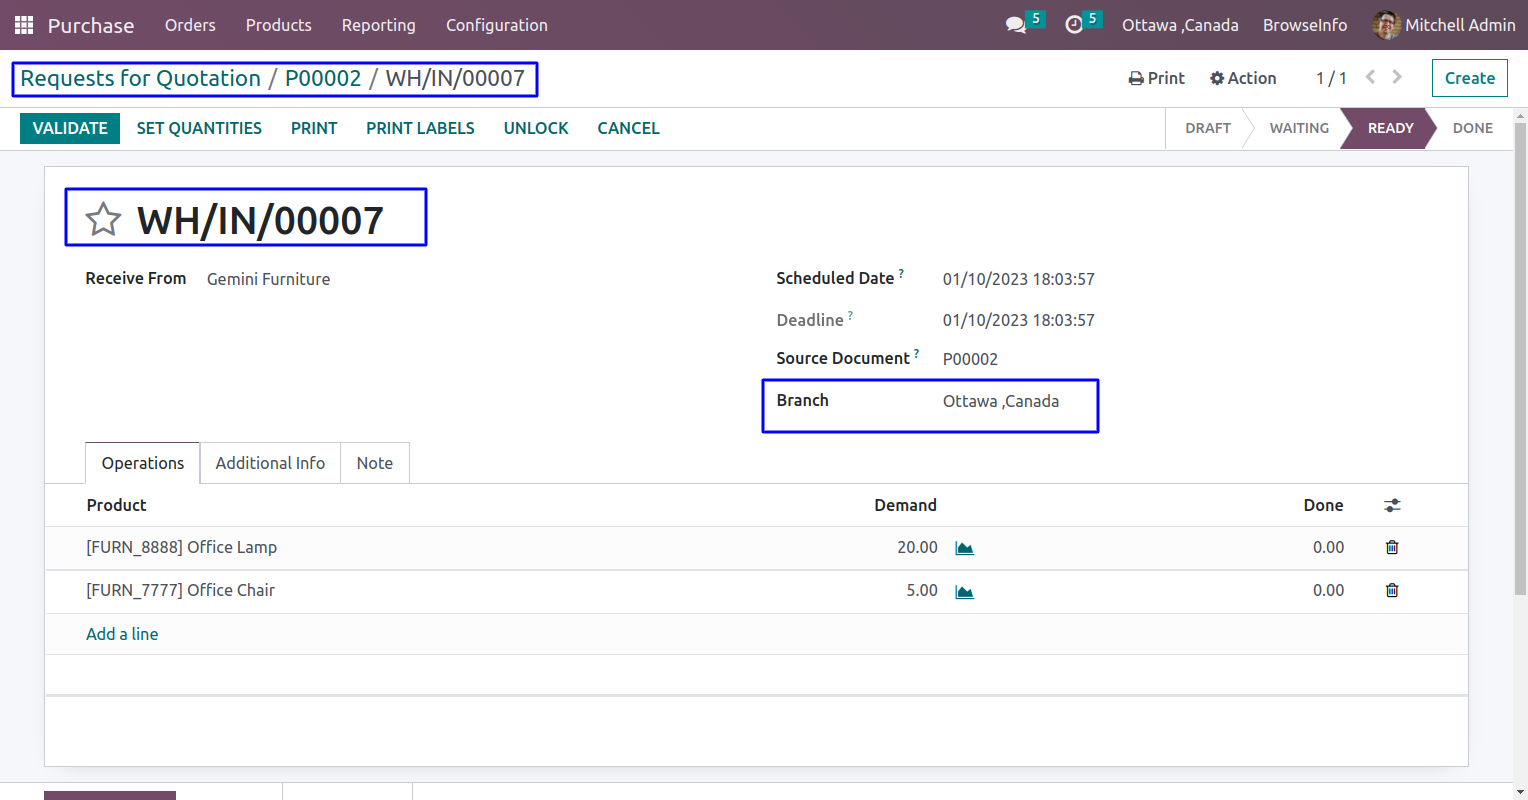 Purchase Orders Products Reporting Configuration 5 5 Ottawa ,Canada BrowseInfo Mitchell Admin
Requests for Quotation / P00002 / WH/IN/00007 Print Action 1 / 1 Create
VALIDATE SET QUANTITIES PRINT PRINT LABELS UNLOCK CANCEL DRAFT WAITING READY DONE
WH/IN/00007
Receive From Gemini Furniture Scheduled Date ? 01/10/2023 18:03:57
Deadline ? 01/10/2023 18:03:57
Source Document ? P00002
Branch Ottawa ,Canada
Operations Additional Info Note
Product Demand Done
[FURN_8888] Office Lamp 20.00 0.00
[FURN_7777] Office Chair 5.00 0.00
Add a line